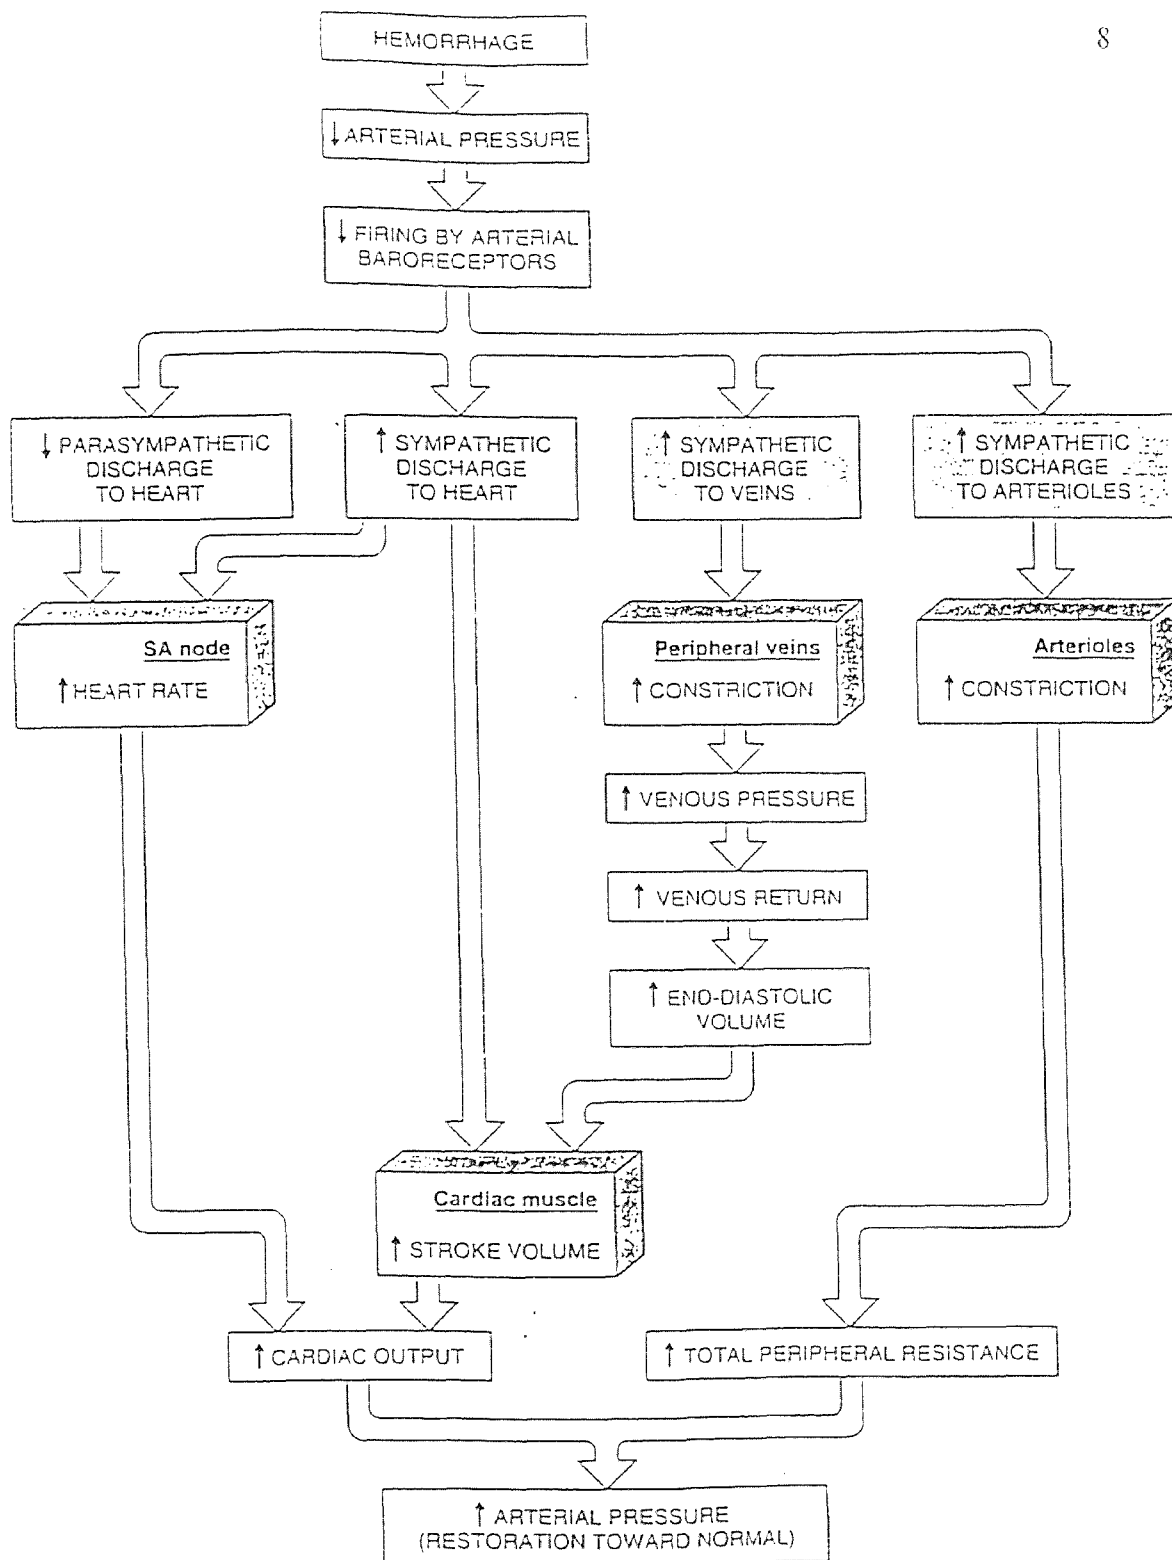 8
HEMORRHAGE
↓ ARTERIAL PRESSURE
↓ FIRING BY ARTERIAL
BARORECEPTORS
↓ PARASYMPATHETIC
DISCHARGE
TO HEART
↑ SYMPATHETIC
DISCHARGE
TO HEART
↑ SYMPATHETIC
DISCHARGE
TO VEINS
↑ SYMPATHETIC
DISCHARGE
TO ARTERIOLES
SA node
↑ HEART RATE
Peripheral veins
↑ CONSTRICTION
Arterioles
↑ CONSTRICTION
↑ VENOUS PRESSURE
↑ VENOUS RETURN
↑ END-DIASTOLIC
VOLUME
Cardiac muscle
↑ STROKE VOLUME
↑ CARDIAC OUTPUT
↑ TOTAL PERIPHERAL RESISTANCE
↑ ARTERIAL PRESSURE
(RESTORATION TOWARD NORMAL)